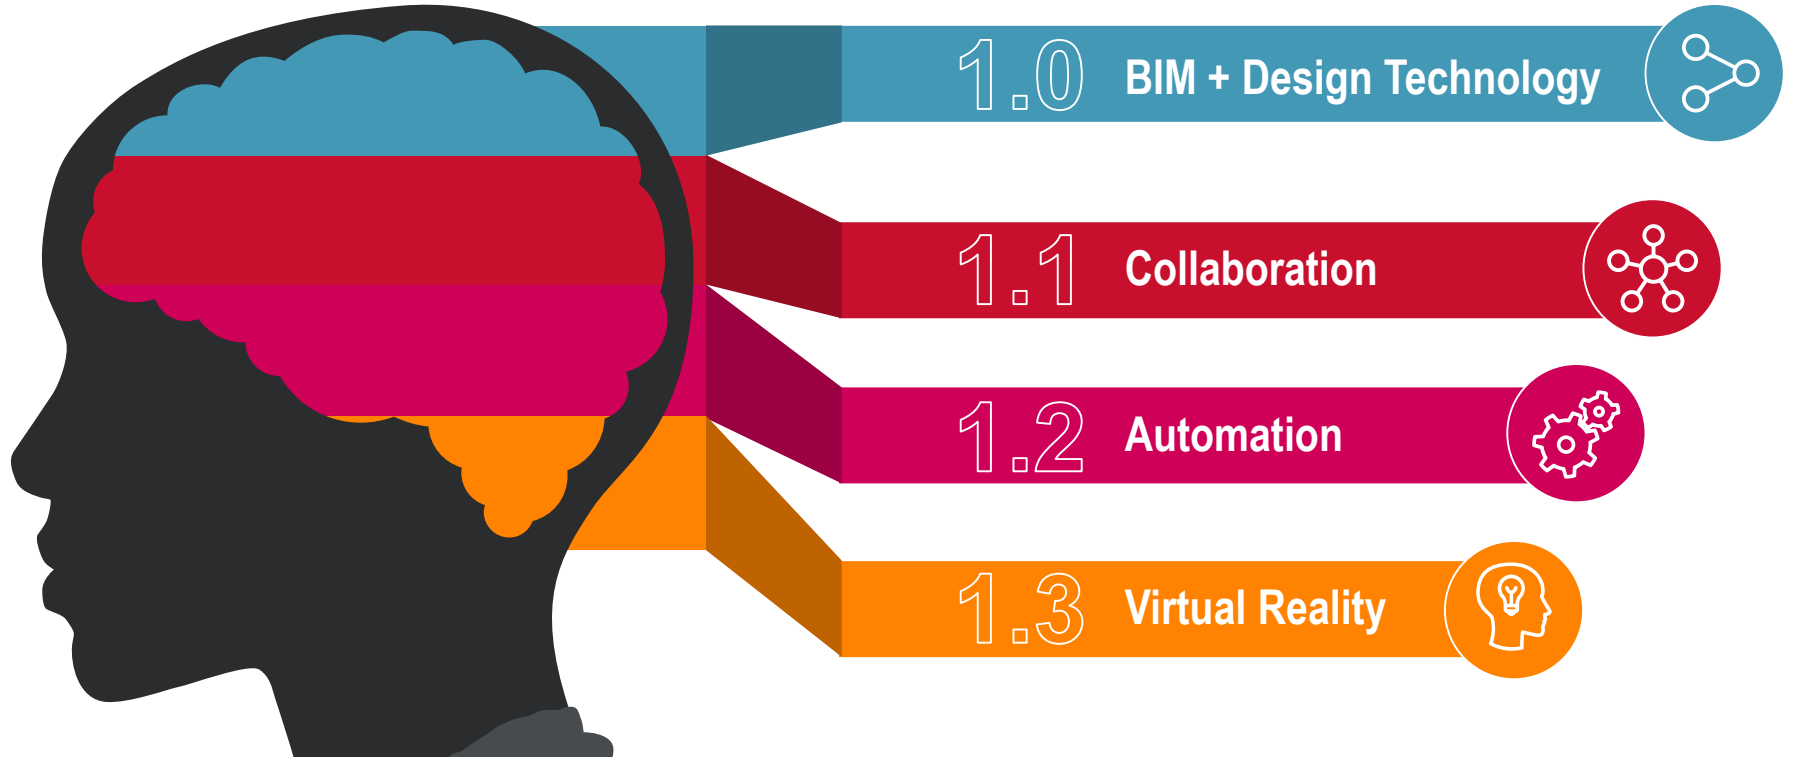 1.0 BIM + Design Technology
1.1 Collaboration
1.2 Automation
1.3 Virtual Reality